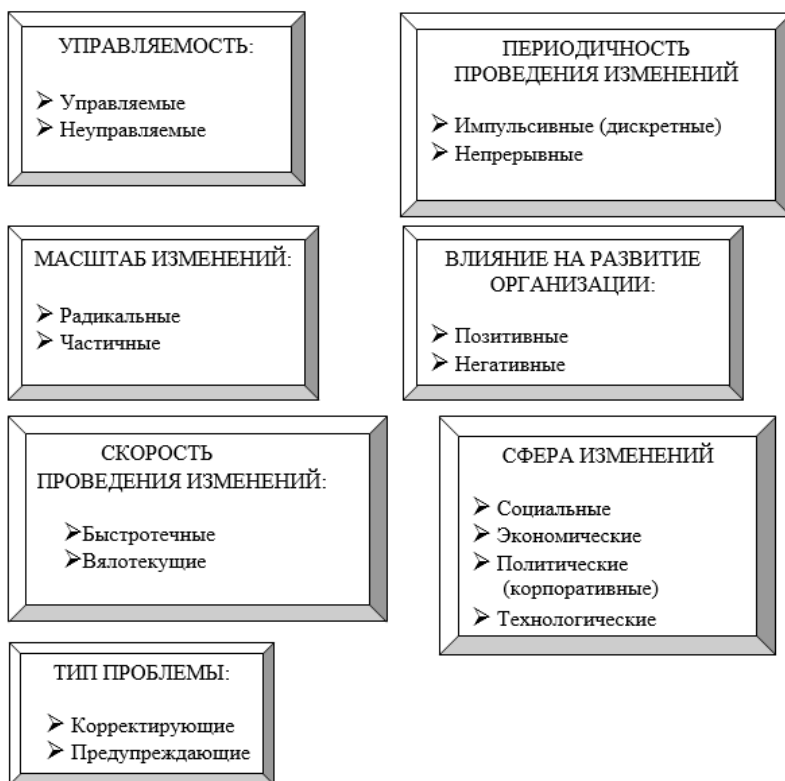 УПРАВЛЯЕМОСТЬ:
➤ Управляемые
➤ Неуправляемые
ПЕРИОДИЧНОСТЬ
ПРОВЕДЕНИЯ ИЗМЕНЕНИЙ
➤ Импульсивные (дискретные)
➤ Непрерывные
МАСШТАБ ИЗМЕНЕНИЙ:
➤ Радикальные
➤ Частичные
ВЛИЯНИЕ НА РАЗВИТИЕ
ОРГАНИЗАЦИИ:
➤ Позитивные
➤ Негативные
СКОРОСТЬ
ПРОВЕДЕНИЯ ИЗМЕНЕНИЙ:
➤Быстротечные
➤Вялотекущие
СФЕРА ИЗМЕНЕНИЙ
➤ Социальные
➤ Экономические
➤ Политические
(корпоративные)
➤ Технологические
ТИП ПРОБЛЕМЫ:
➤ Корректирующие
➤ Предупреждающие